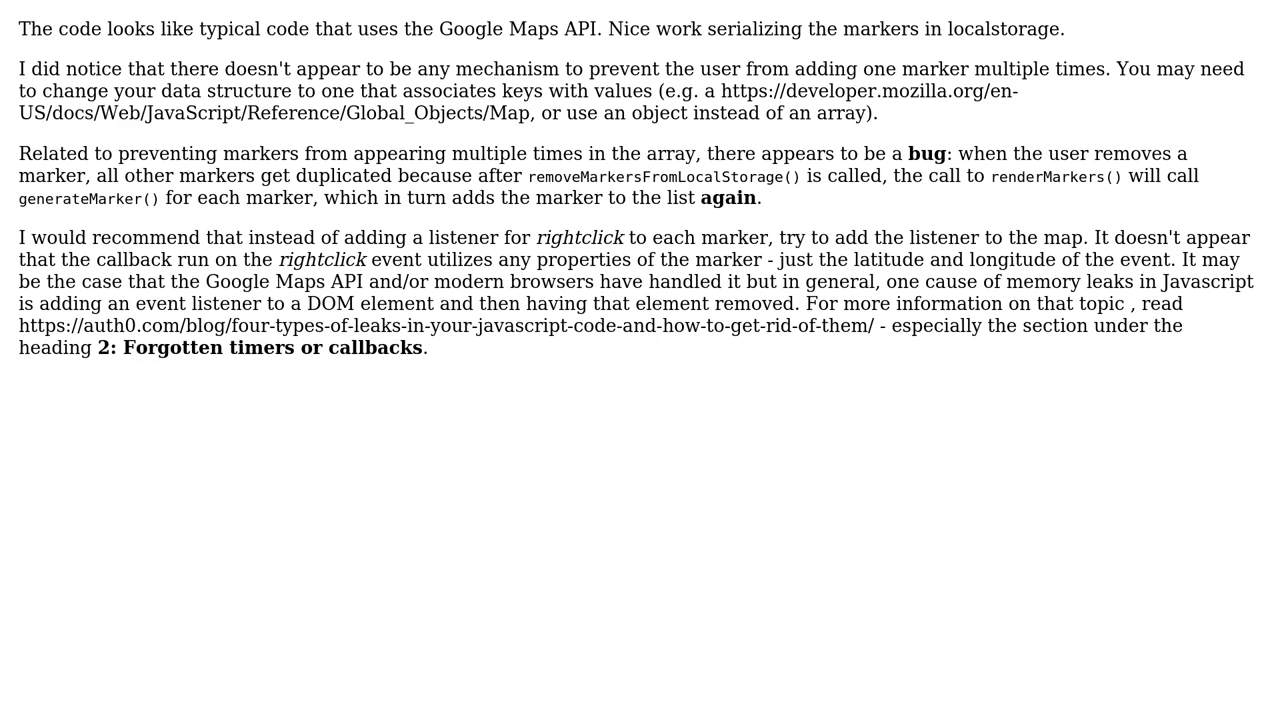 The code looks like typical code that uses the Google Maps API. Nice work serializing the markers in localstorage.
I did notice that there doesn't appear to be any mechanism to prevent the user from adding one marker multiple times. You may need
to change your data structure to one that associates keys with values (e.g. a https://developer.mozilla.org/en-
US/docs/Web/JavaScript/Reference/Global_Objects/Map, or use an object instead of an array).
Related to preventing markers from appearing multiple times in the array, there appears to be a bug: when the user removes a
marker, all other markers get duplicated because after removeMarkersFromLocalStorage() is called, the call to renderMarkers() will call
generateMarker() for each marker, which in turn adds the marker to the list again.
I would recommend that instead of adding a listener for rightclick to each marker, try to add the listener to the map. It doesn't appear
that the callback run on the rightclick event utilizes any properties of the marker - just the latitude and longitude of the event. It may
be the case that the Google Maps API and/or modern browsers have handled it but in general, one cause of memory leaks in Javascript
is adding an event listener to a DOM element and then having that element removed. For more information on that topic , read
https://auth0.com/blog/four-types-of-leaks-in-your-javascript-code-and-how-to-get-rid-of-them/ - especially the section under the
heading 2: Forgotten timers or callbacks.